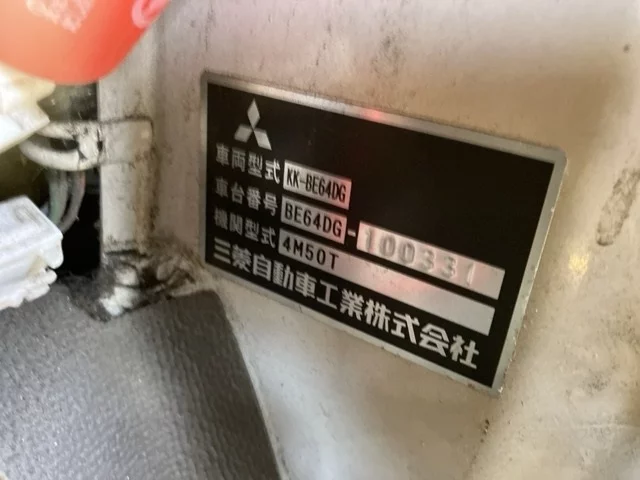 車両型式 KK-BE64DG
車台番号 BE64DG-100331
機関型式 4M50T
三菱自動車工業株式会社